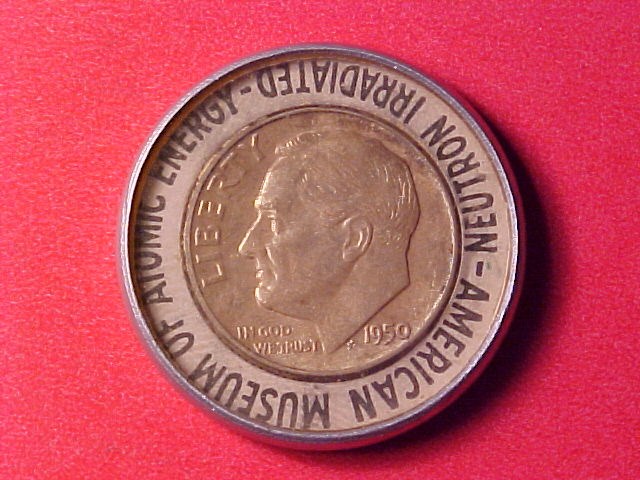 AMERICAN MUSEUM OF ATOMIC ENERGY - NEUTRON IRRADIATED -
LIBERTY
IN GOD
WE TRUST
1950